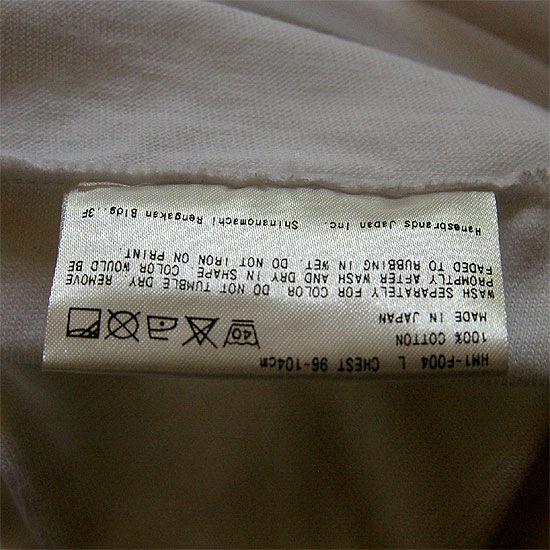 HM1-F004 L CHEST 96-104cm
100% COTTON
MADE IN JAPAN
40
WASH SEPARATELY FOR COLOR DO NOT TUMBLE DRY. REMOVE
PROMPTLY AFTER WASH AND DRY IN SHAPE. COLOR WOULD BE
FADED TO RUBBING IN WET. DO NOT IRON ON PRINT.
Hanesbrands Japan Inc. Shinanomachi Rengakan Bldg.,3F